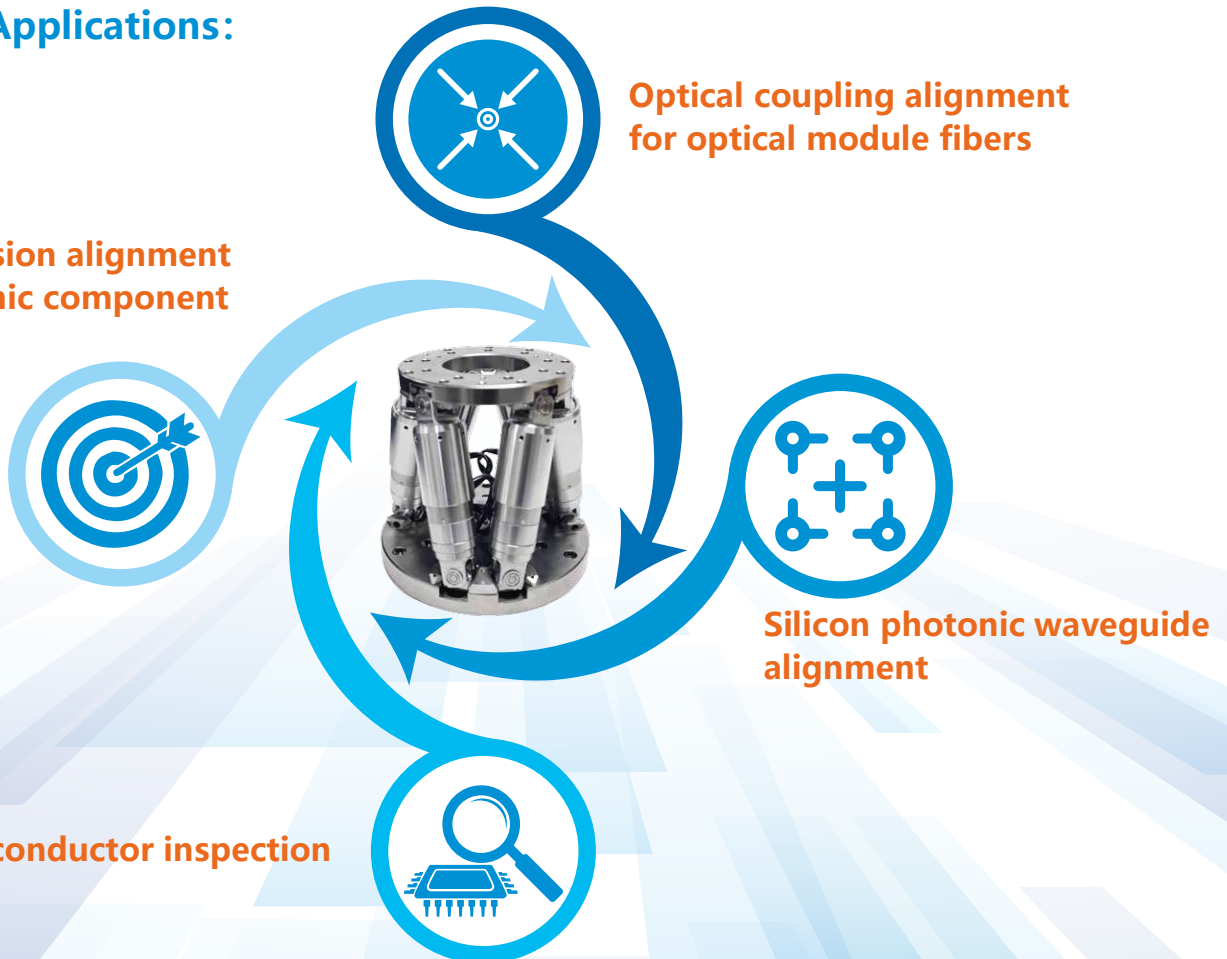 Applications:
Optical coupling alignment
for optical module fibers
sion alignment
nic component
Silicon photonic waveguide
alignment
conductor inspection